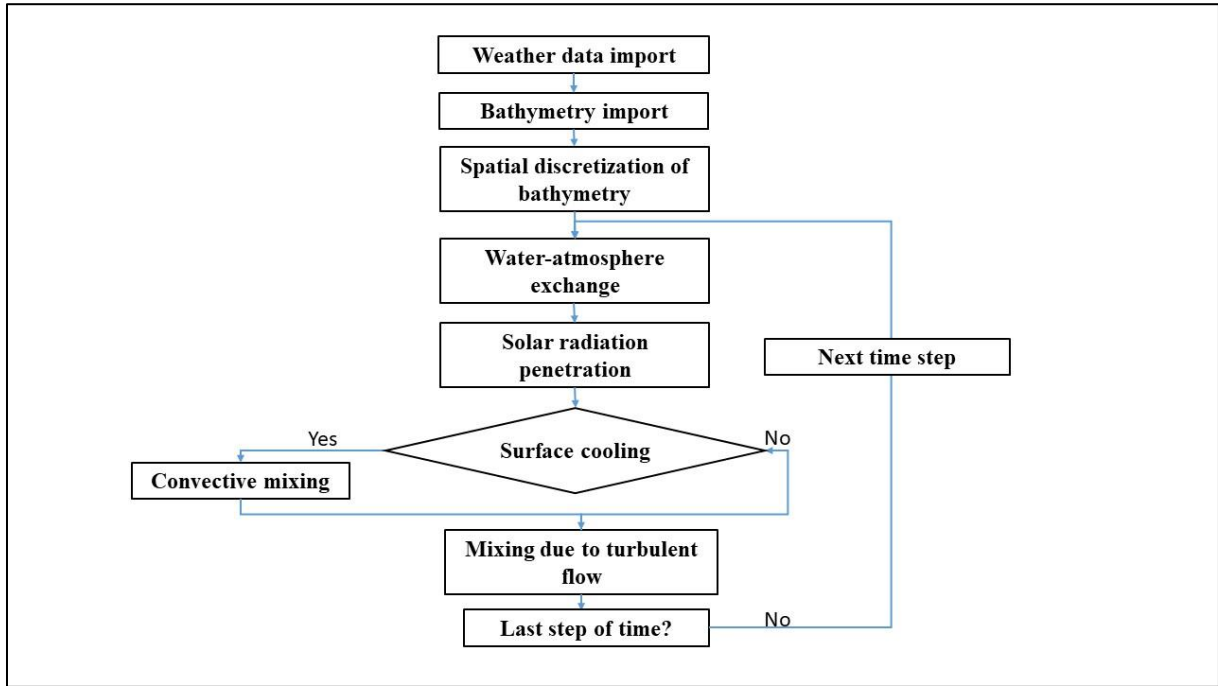 Weather data import
Bathymetry import
Spatial discretization of
bathymetry
Water-atmosphere
exchange
Solar radiation
penetration
Next time step
Yes
Surface cooling
No
Convective mixing
Mixing due to turbulent
flow
Last step of time?
No